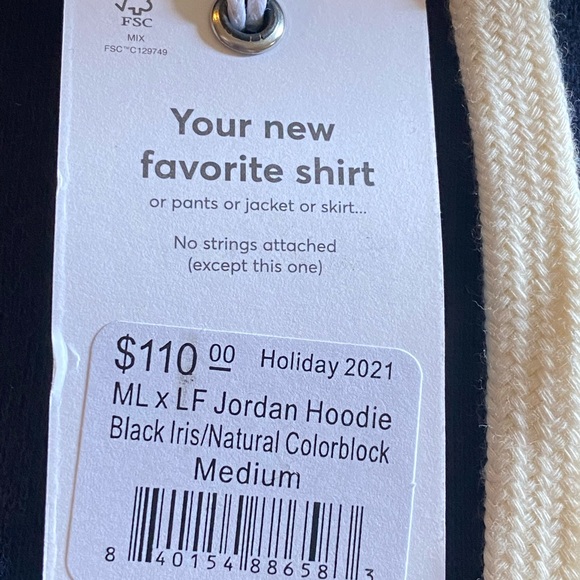 FSC
MIX
FSC™C129749
Your new
favorite shirt
or pants or jacket or skirt...
No strings attached
(except this one)
$110 00 Holiday 2021
ML x LF Jordan Hoodie
Black Iris/Natural Colorblock
Medium
8 40154 88658 3